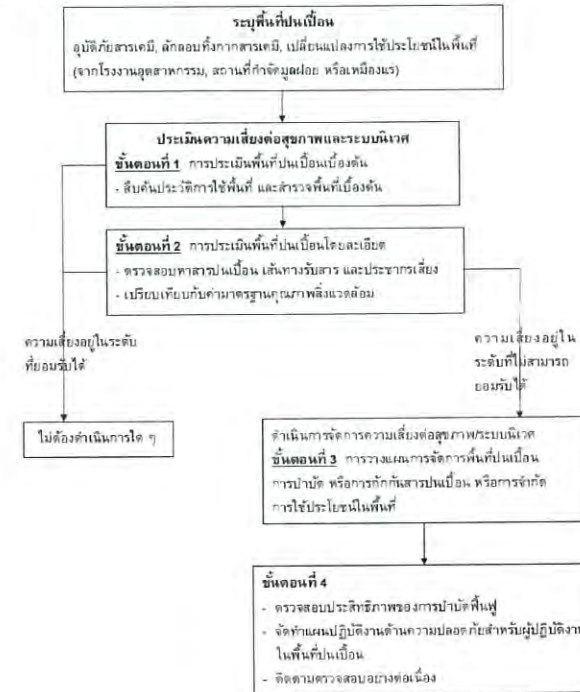 ระบุพื้นที่ปนเปื้อน
อุบัติภัยสารเคมี, ลักลอบทิ้งกากสารเคมี, เปลี่ยนแปลงการใช้ประโยชน์ในพื้นที่
(จากโรงงานอุตสาหกรรม, สถานที่กำจัดมูลฝอย หรือเหมืองแร่)
ประเมินความเสี่ยงต่อสุขภาพและระบบนิเวศ
ขั้นตอนที่ 1 การประเมินพื้นที่ปนเปื้อนเบื้องต้น
- สืบค้นประวัติการใช้พื้นที่ และสำรวจพื้นที่เบื้องต้น
ขั้นตอนที่ 2 การประเมินพื้นที่ปนเปื้อนโดยละเอียด
- ตรวจสอบหาสารปนเปื้อน เส้นทางรับสาร และประชากรเสี่ยง
- เปรียบเทียบกับค่ามาตรฐานคุณภาพสิ่งแวดล้อม
ความเสี่ยงอยู่ในระดับ
ที่ยอมรับได้
ความเสี่ยงอยู่ใน
ระดับที่ไม่สามารถ
ยอมรับได้
ไม่ต้องดำเนินการใด ๆ
ดำเนินการจัดการความเสี่ยงต่อสุขภาพ/ระบบนิเวศ
ขั้นตอนที่ 3 การวางแผนการจัดการพื้นที่ปนเปื้อน
การบำบัด หรือการกักกันสารปนเปื้อน หรือการจำกัด
การใช้ประโยชน์ในพื้นที่
ขั้นตอนที่ 4
- ตรวจสอบประสิทธิภาพของการบำบัดฟื้นฟู
- จัดทำแผนปฏิบัติงานด้านความปลอดภัยสำหรับผู้ปฏิบัติงาน
ในพื้นที่ปนเปื้อน
- ติดตามตรวจสอบอย่างต่อเนื่อง